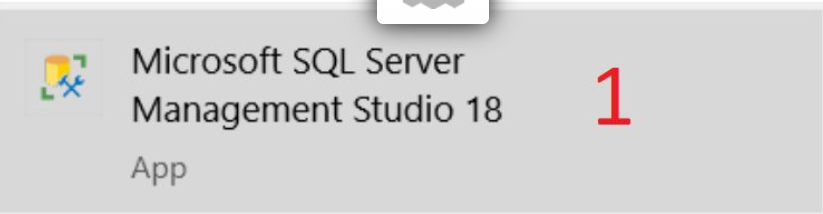 Microsoft SQL Server
Management Studio 18
1
App